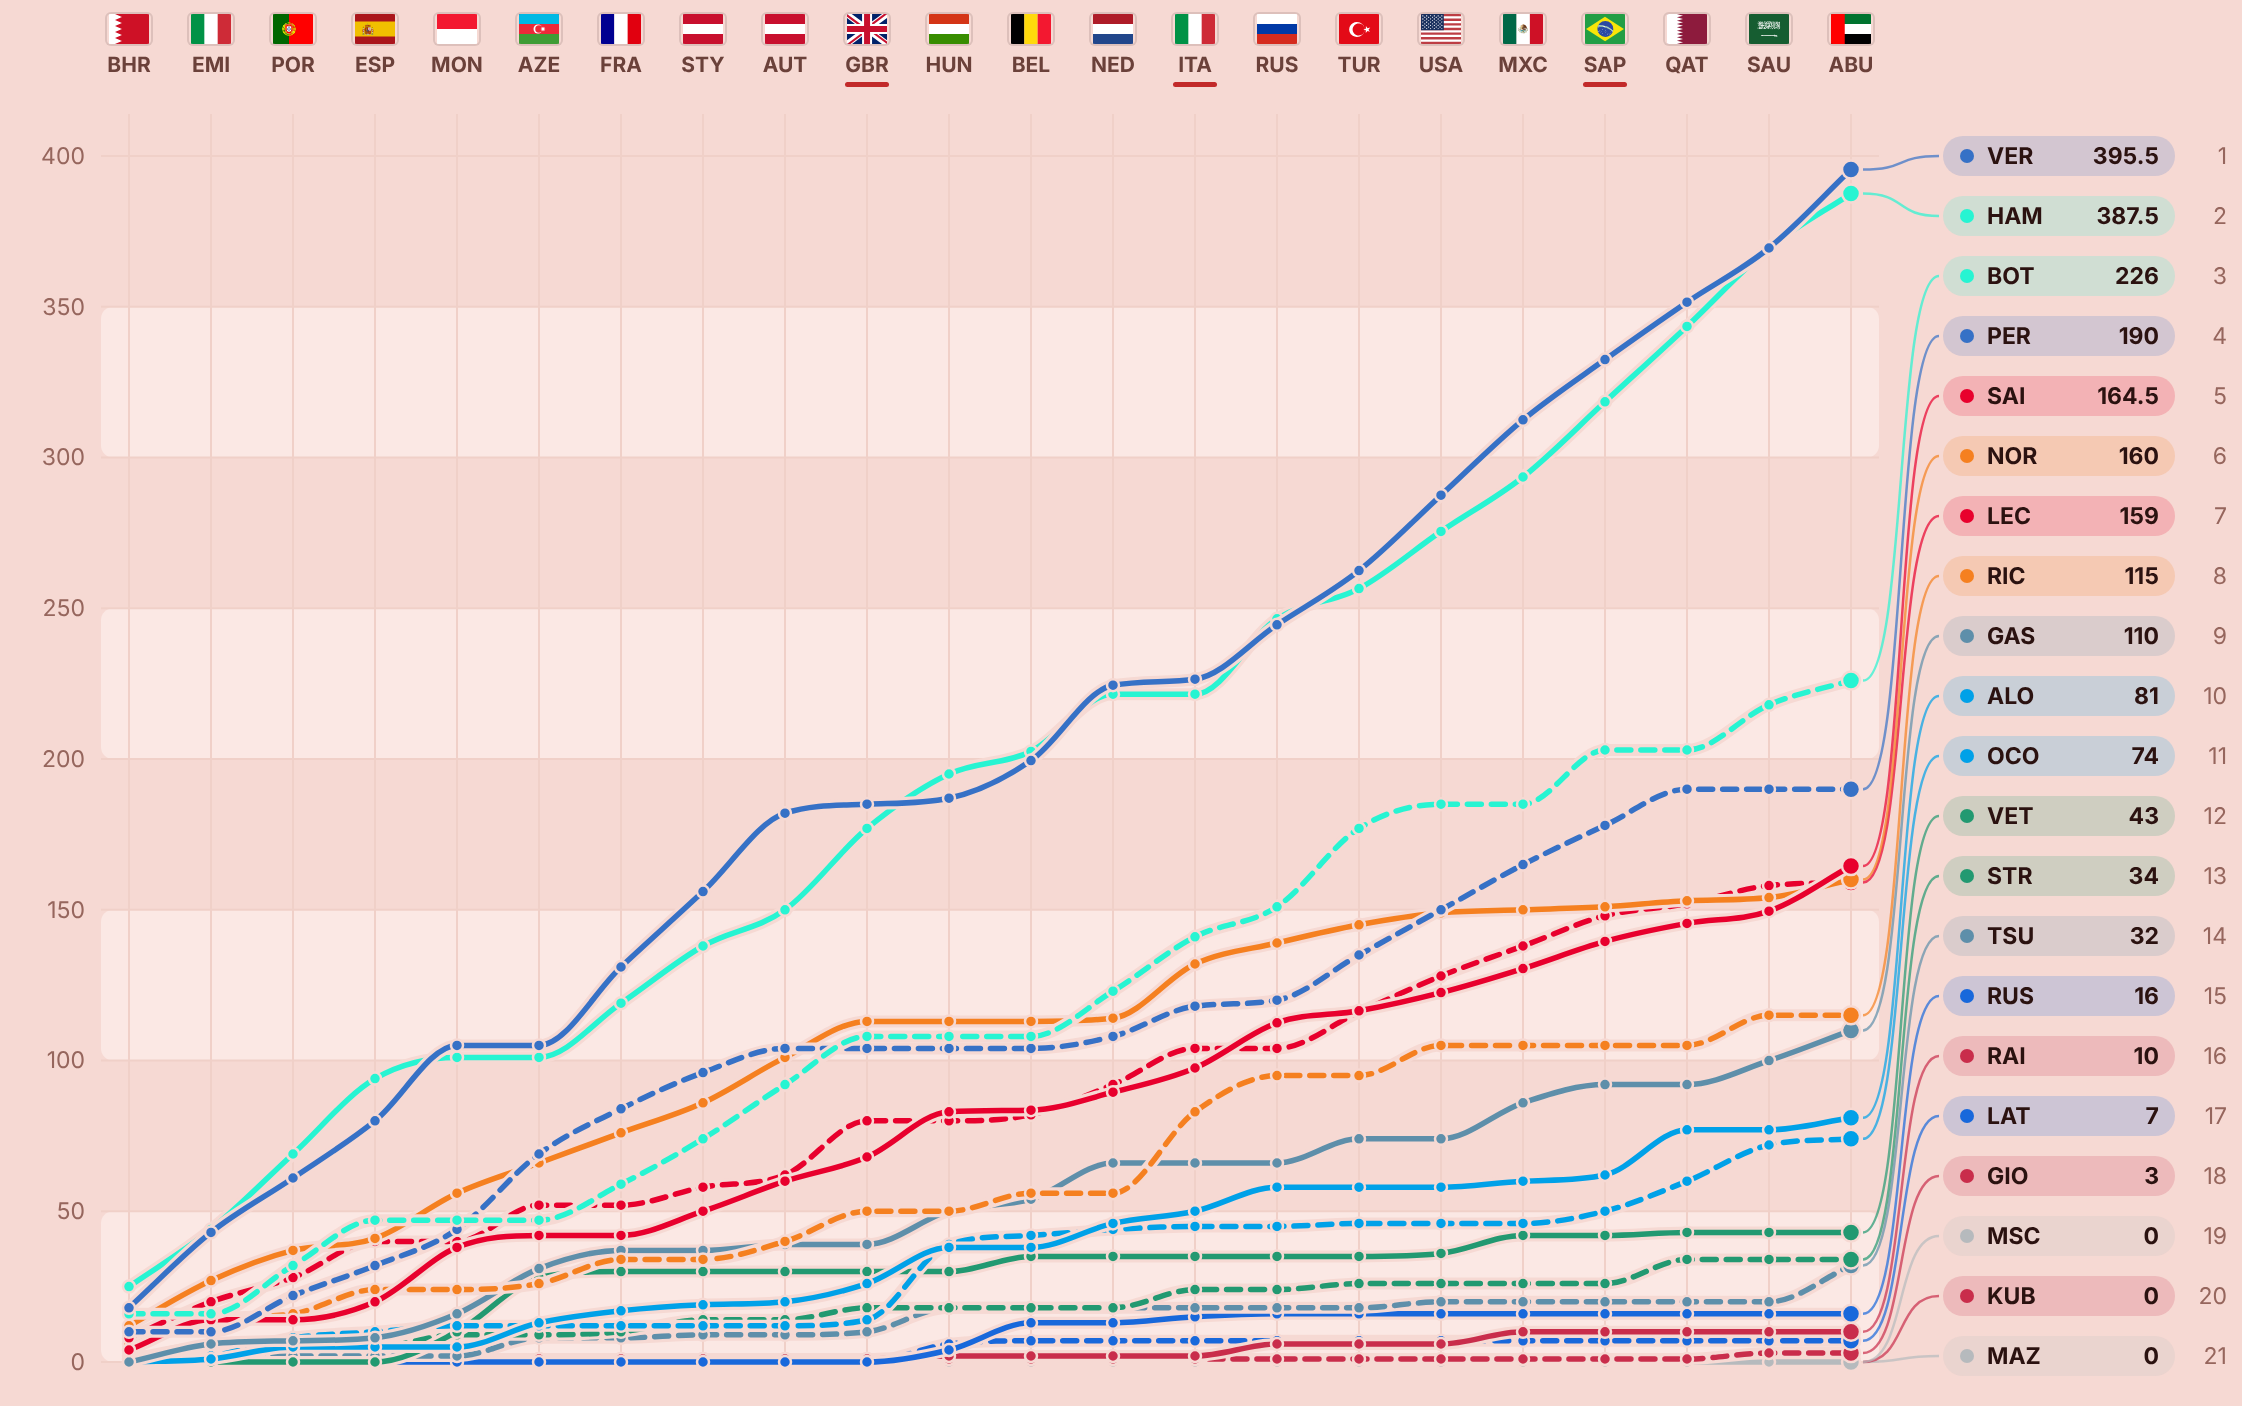 BHR EMI POR ESP MON AZE FRA STY AUT GBR HUN BEL NED ITA RUS TUR USA MXC SAP QAT SAU ABU
400
350
300
250
200
150
100
50
0
VER 395.5 1
HAM 387.5 2
BOT 226 3
PER 190 4
SAI 164.5 5
NOR 160 6
LEC 159 7
RIC 115 8
GAS 110 9
ALO 81 10
OCO 74 11
VET 43 12
STR 34 13
TSU 32 14
RUS 16 15
RAI 10 16
LAT 7 17
GIO 3 18
MSC 0 19
KUB 0 20
MAZ 0 21